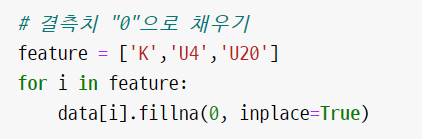 # 결측치 "0"으로 채우기
feature = ['K','U4','U20']
for i in feature:
    data[i].fillna(0, inplace=True)